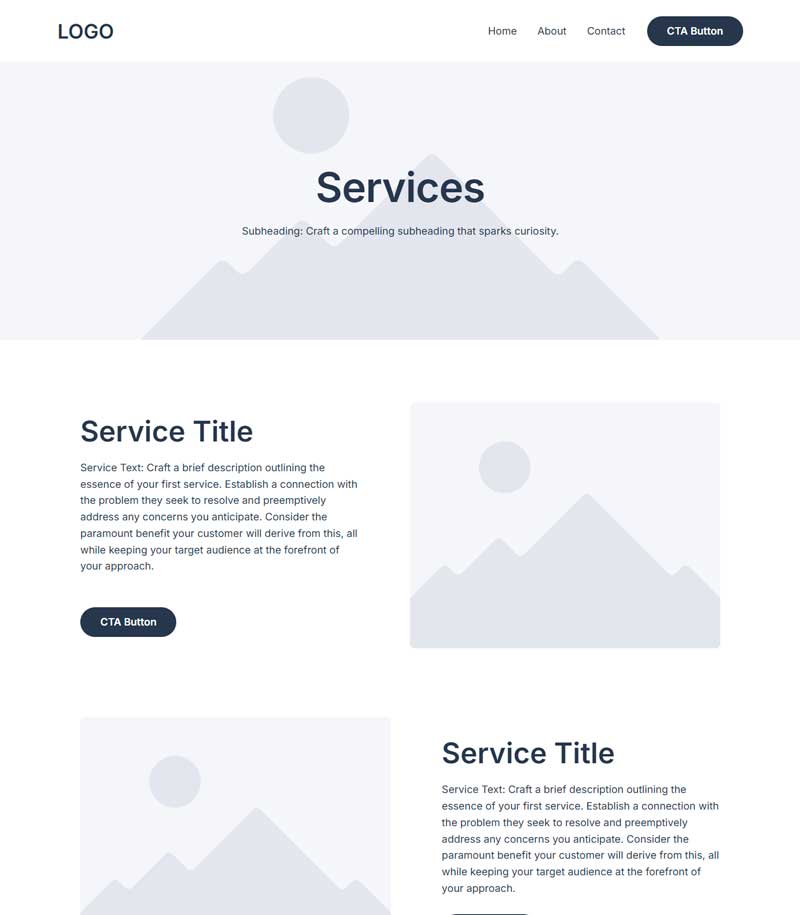 LOGO
Home About Contact CTA Button
Services
Subheading: Craft a compelling subheading that sparks curiosity.
Service Title
Service Text: Craft a brief description outlining the
essence of your first service. Establish a connection with
the problem they seek to resolve and preemptively
address any concerns you anticipate. Consider the
paramount benefit your customer will derive from this, all
while keeping your target audience at the forefront of
your approach.
CTA Button
Service Title
Service Text: Craft a brief description outlining the
essence of your first service. Establish a connection with
the problem they seek to resolve and preemptively
address any concerns you anticipate. Consider the
paramount benefit your customer will derive from this, all
while keeping your target audience at the forefront of
your approach.